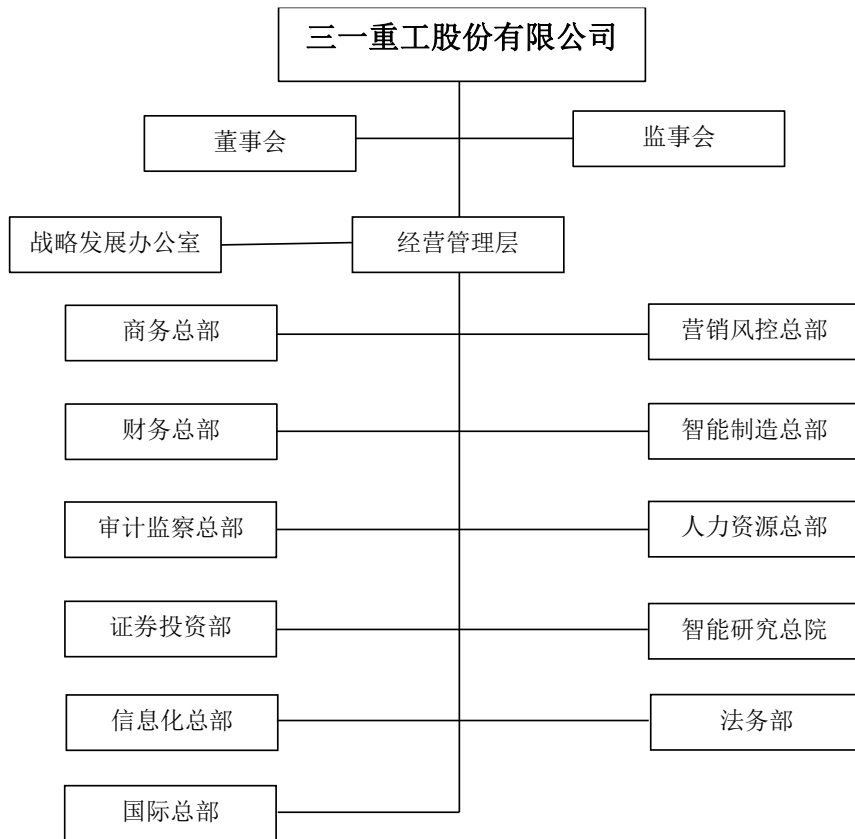 三一重工股份有限公司
董事会
监事会
战略发展办公室
经营管理层
商务总部
营销风控总部
财务总部
智能制造总部
审计监察总部
人力资源总部
证券投资部
智能研究总院
信息化总部
法务部
国际总部